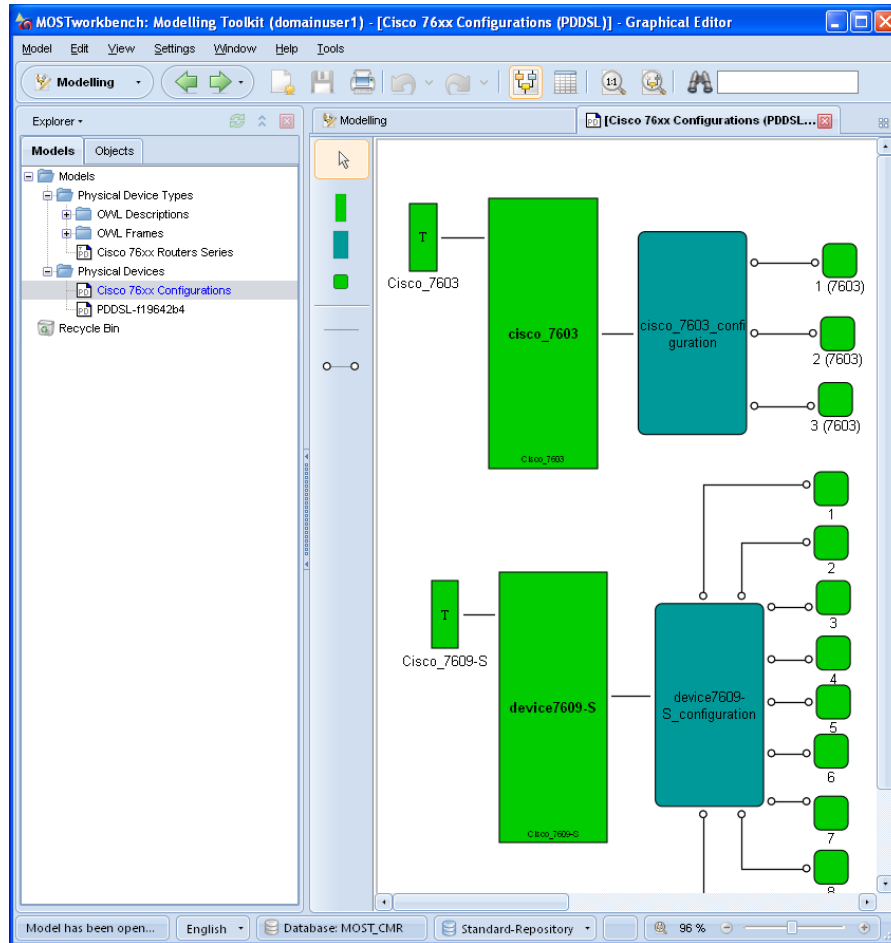 MOSTworkbench: Modelling Toolkit (domainuser1) - [Cisco 76xx Configurations (PDDSL)] - Graphical Editor
Model Edit View Settings Window Help Tools
Modelling
1:1
Explorer
Modelling
[Cisco 76xx Configurations (PDDSL...
Models Objects
Models
Physical Device Types
OWL Descriptions
OWL Frames
Cisco 76xx Routers Series
Physical Devices
Cisco 76xx Configurations
PDDSL-f19642b4
Recycle Bin
T
Cisco_7603
cisco_7603
Cisco_7603
cisco_7603_confi
guration
1 (7603)
2 (7603)
3 (7603)
T
Cisco_7609-S
device7609-S
Cisco_7609-S
device7609-
S_configuration
1
2
3
4
5
6
7
8
Model has been open...
English
Database: MOST_CMR
Standard-Repository
96 %